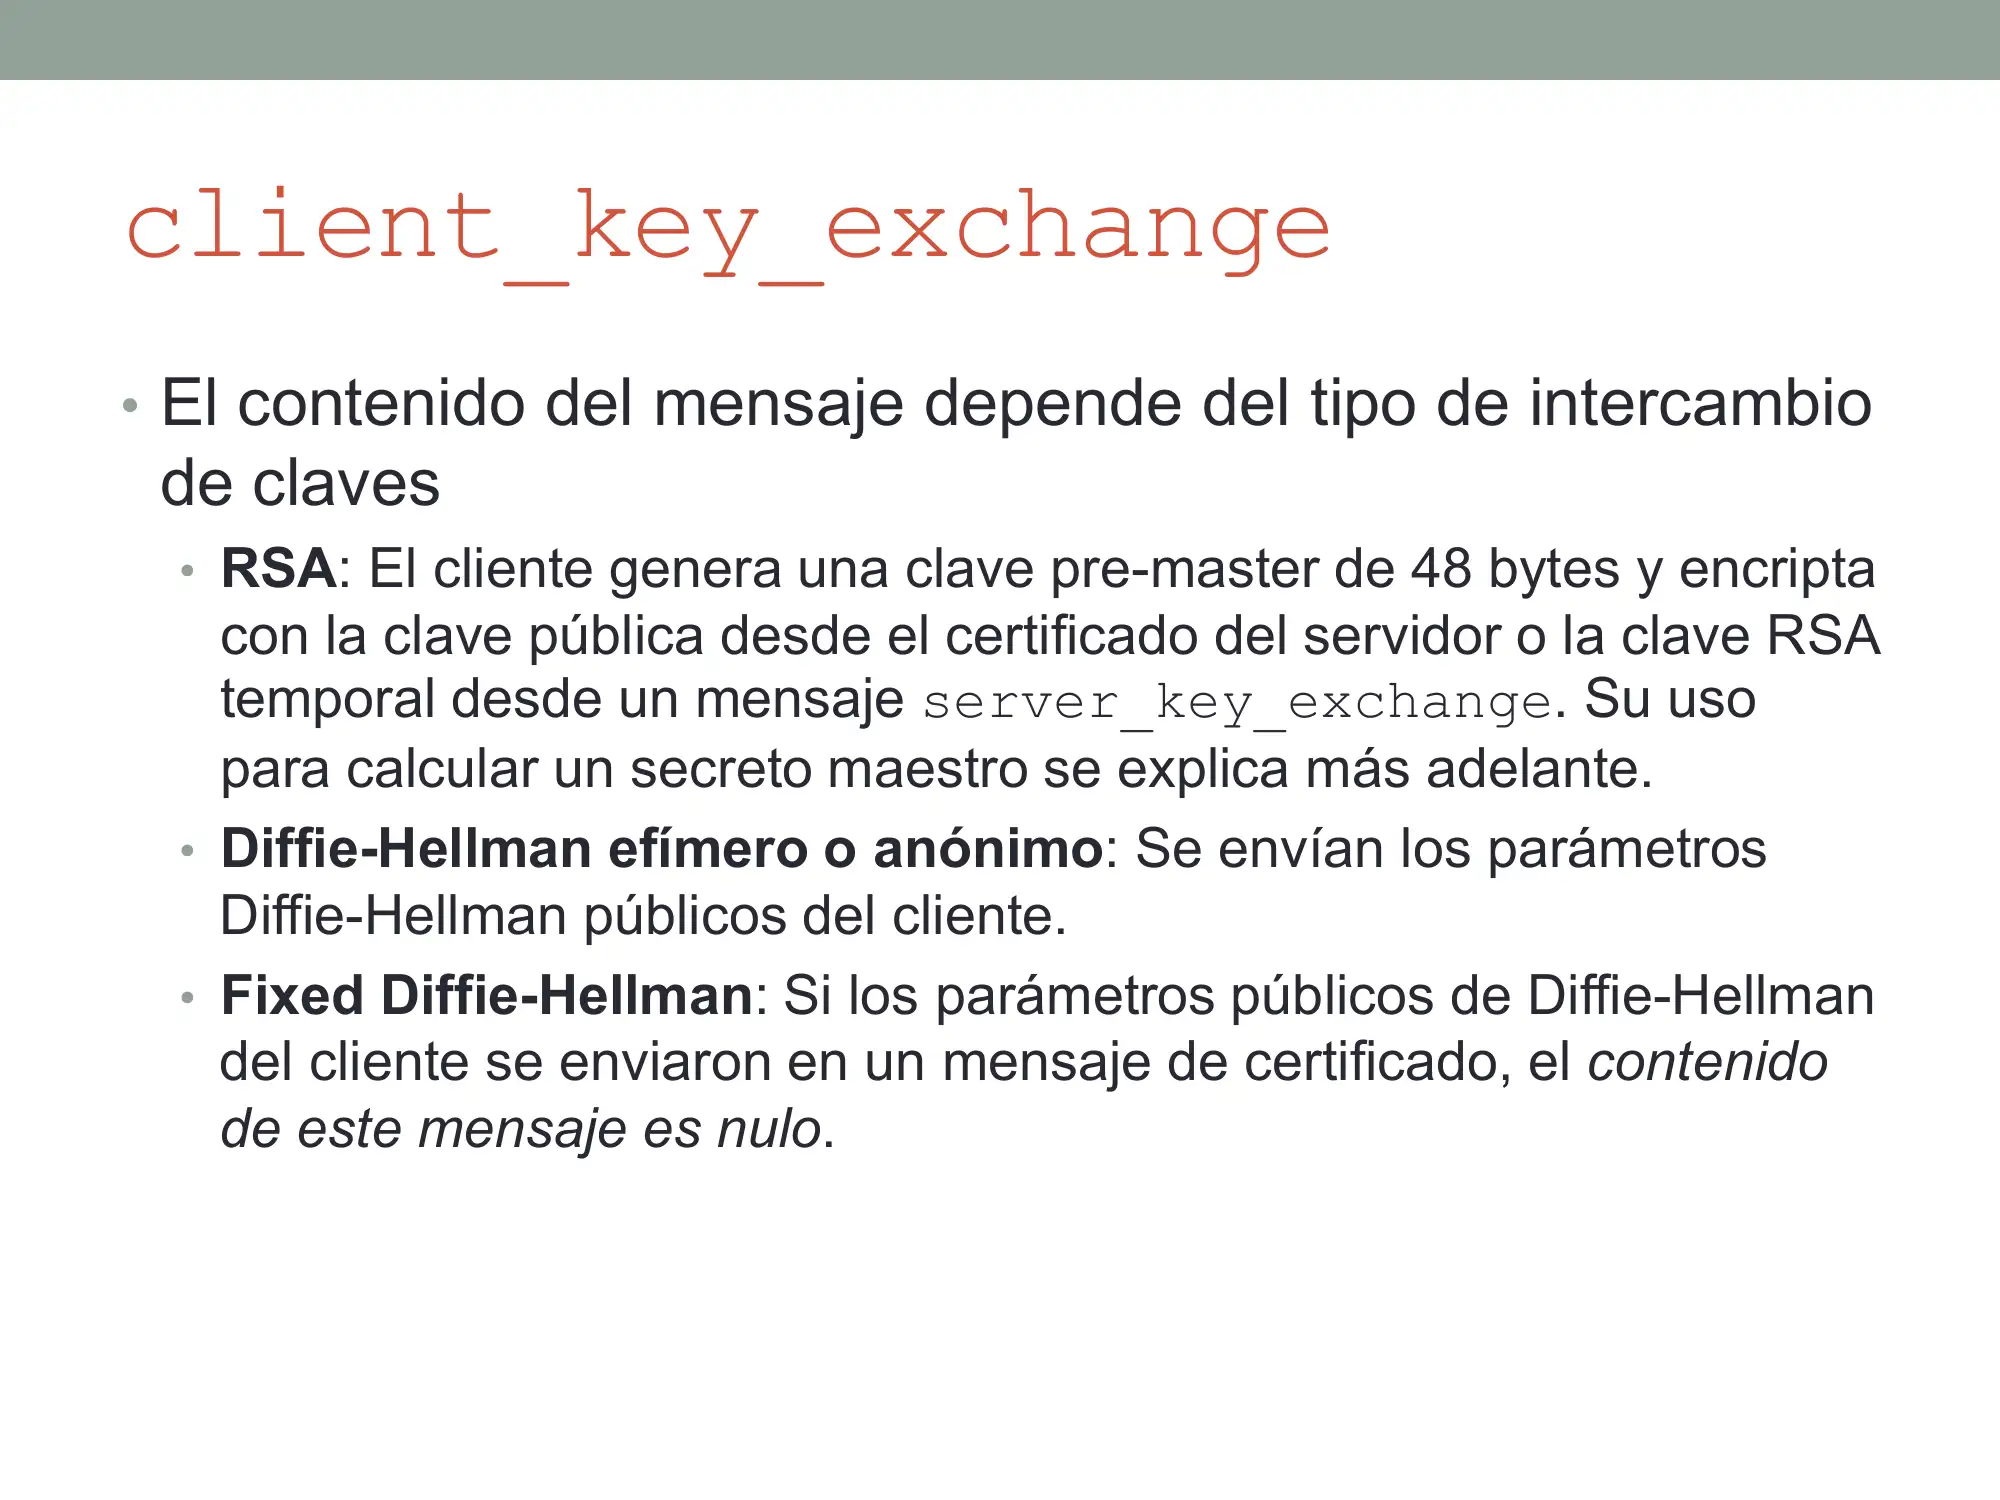 client_key_exchange
• El contenido del mensaje depende del tipo de intercambio
de claves
• RSA: El cliente genera una clave pre-master de 48 bytes y encripta
con la clave pública desde el certificado del servidor o la clave RSA
temporal desde un mensaje server_key_exchange. Su uso
para calcular un secreto maestro se explica más adelante.
• Diffie-Hellman efímero o anónimo: Se envían los parámetros
Diffie-Hellman públicos del cliente.
• Fixed Diffie-Hellman: Si los parámetros públicos de Diffie-Hellman
del cliente se enviaron en un mensaje de certificado, el contenido
de este mensaje es nulo.